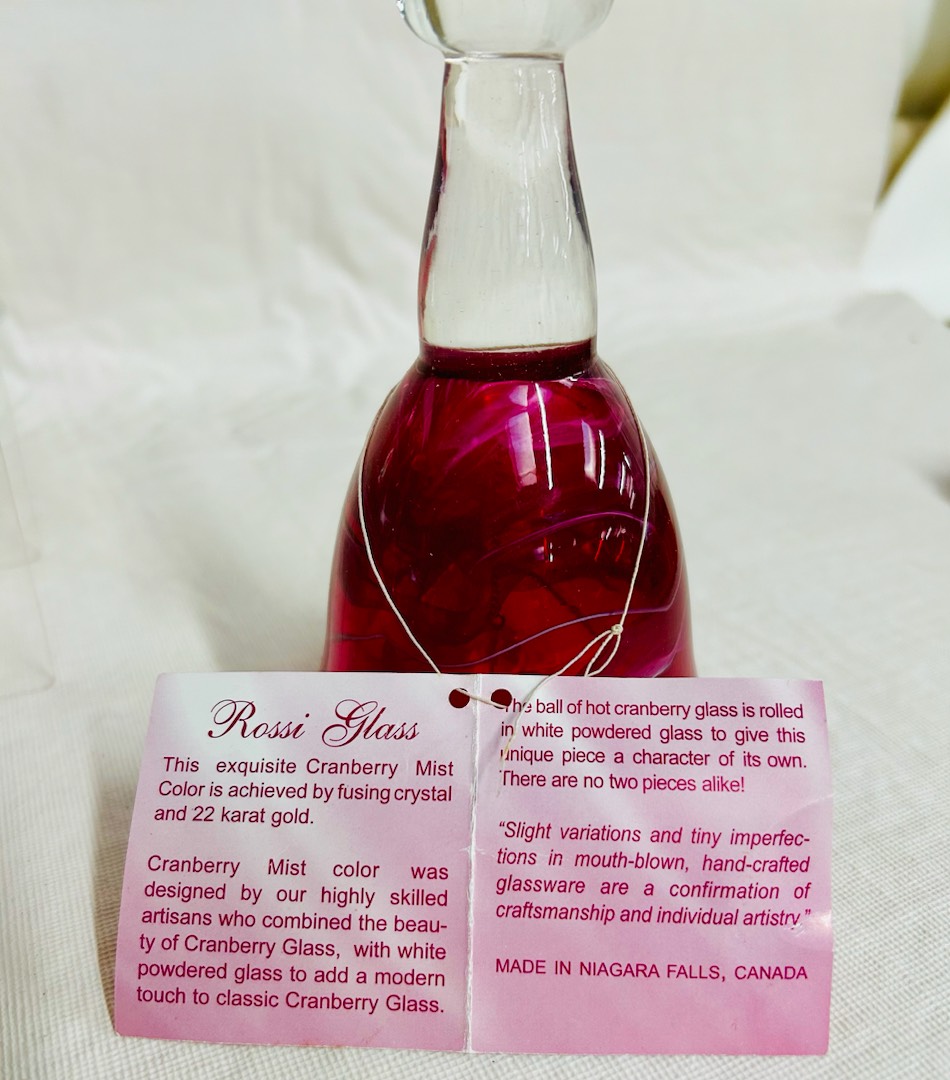 Rossi Glass
This exquisite Cranberry Mist
Color is achieved by fusing crystal
and 22 karat gold.
Cranberry Mist color was
designed by our highly skilled
artisans who combined the beau-
ty of Cranberry Glass, with white
powdered glass to add a modern
touch to classic Cranberry Glass.
The ball of hot cranberry glass is rolled
in white powdered glass to give this
unique piece a character of its own.
There are no two pieces alike!
“Slight variations and tiny imperfec-
tions in mouth-blown, hand-crafted
glassware are a confirmation of
craftsmanship and individual artistry.”
MADE IN NIAGARA FALLS, CANADA